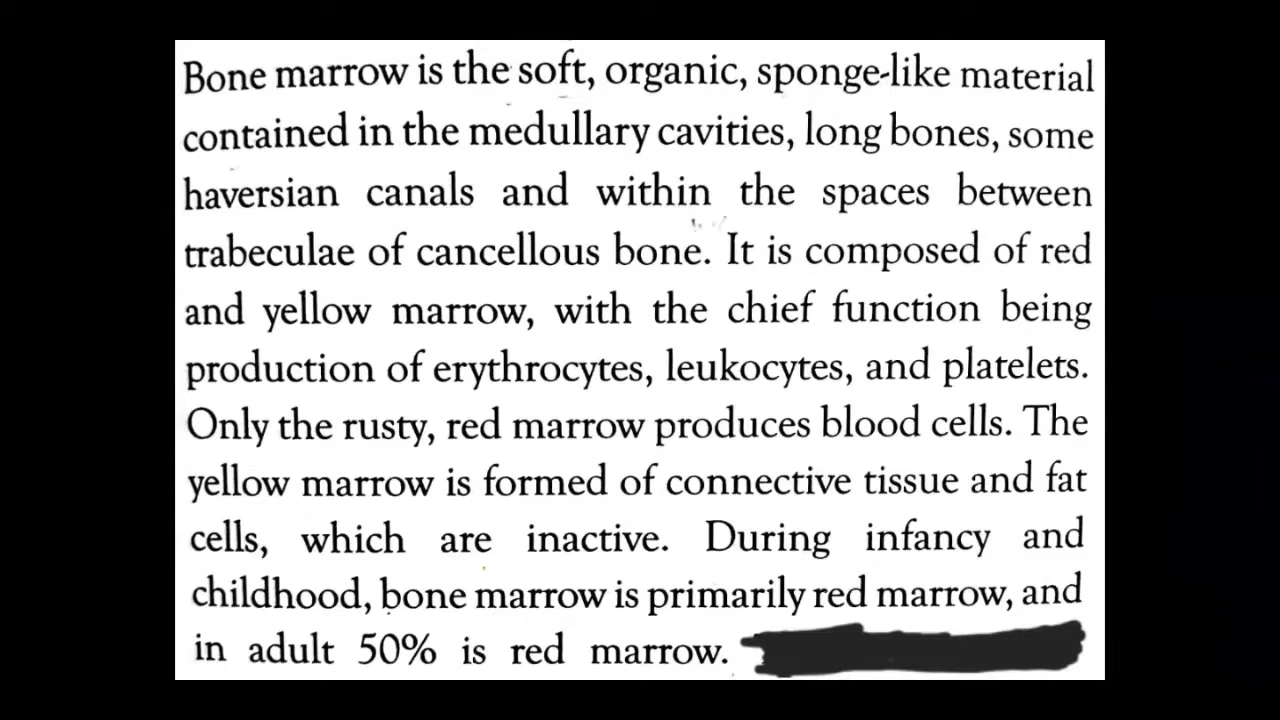 Bone marrow is the soft, organic, sponge-like material
contained in the medullary cavities, long bones, some
haversian canals and within the spaces between
trabeculae of cancellous bone. It is composed of red
and yellow marrow, with the chief function being
production of erythrocytes, leukocytes, and platelets.
Only the rusty, red marrow produces blood cells. The
yellow marrow is formed of connective tissue and fat
cells, which are inactive. During infancy and
childhood, bone marrow is primarily red marrow, and
in adult 50% is red marrow.